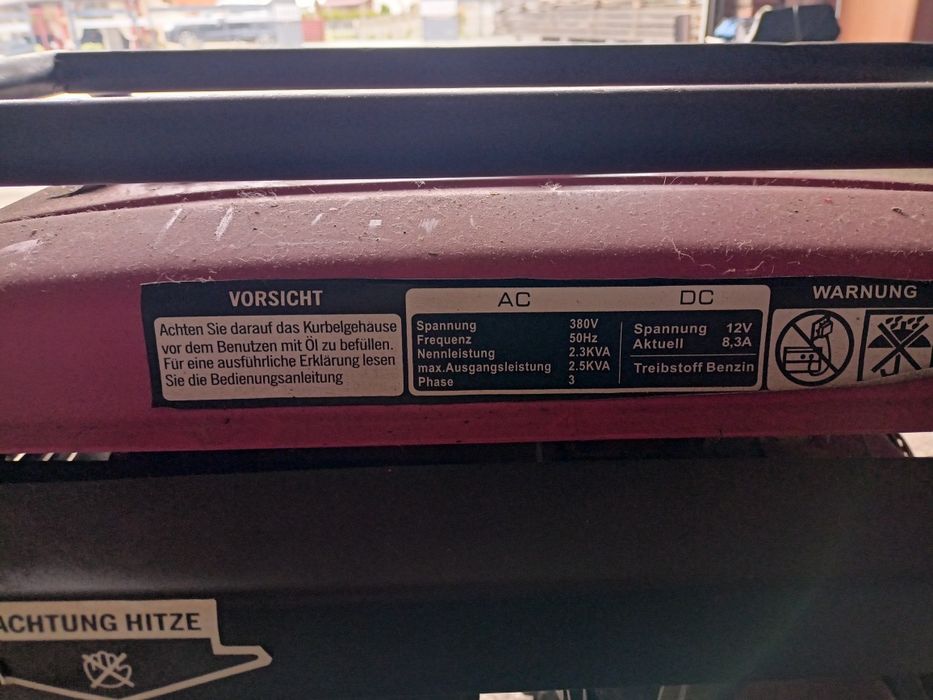 VORSICHT
Achten Sie darauf das Kurbelgehäuse
vor dem Benutzen mit Öl zu befüllen.
Für eine ausführliche Erklärung lesen
Sie die Bedienungsanleitung
AC DC
Spannung 380V
Frequenz 50Hz
Nennleistung 2.3KVA
max.Ausgangsleistung 2.5KVA
Phase 3
Spannung 12V
Aktuell 8,3A
Treibstoff Benzin
WARNUNG
ACHTUNG HITZE